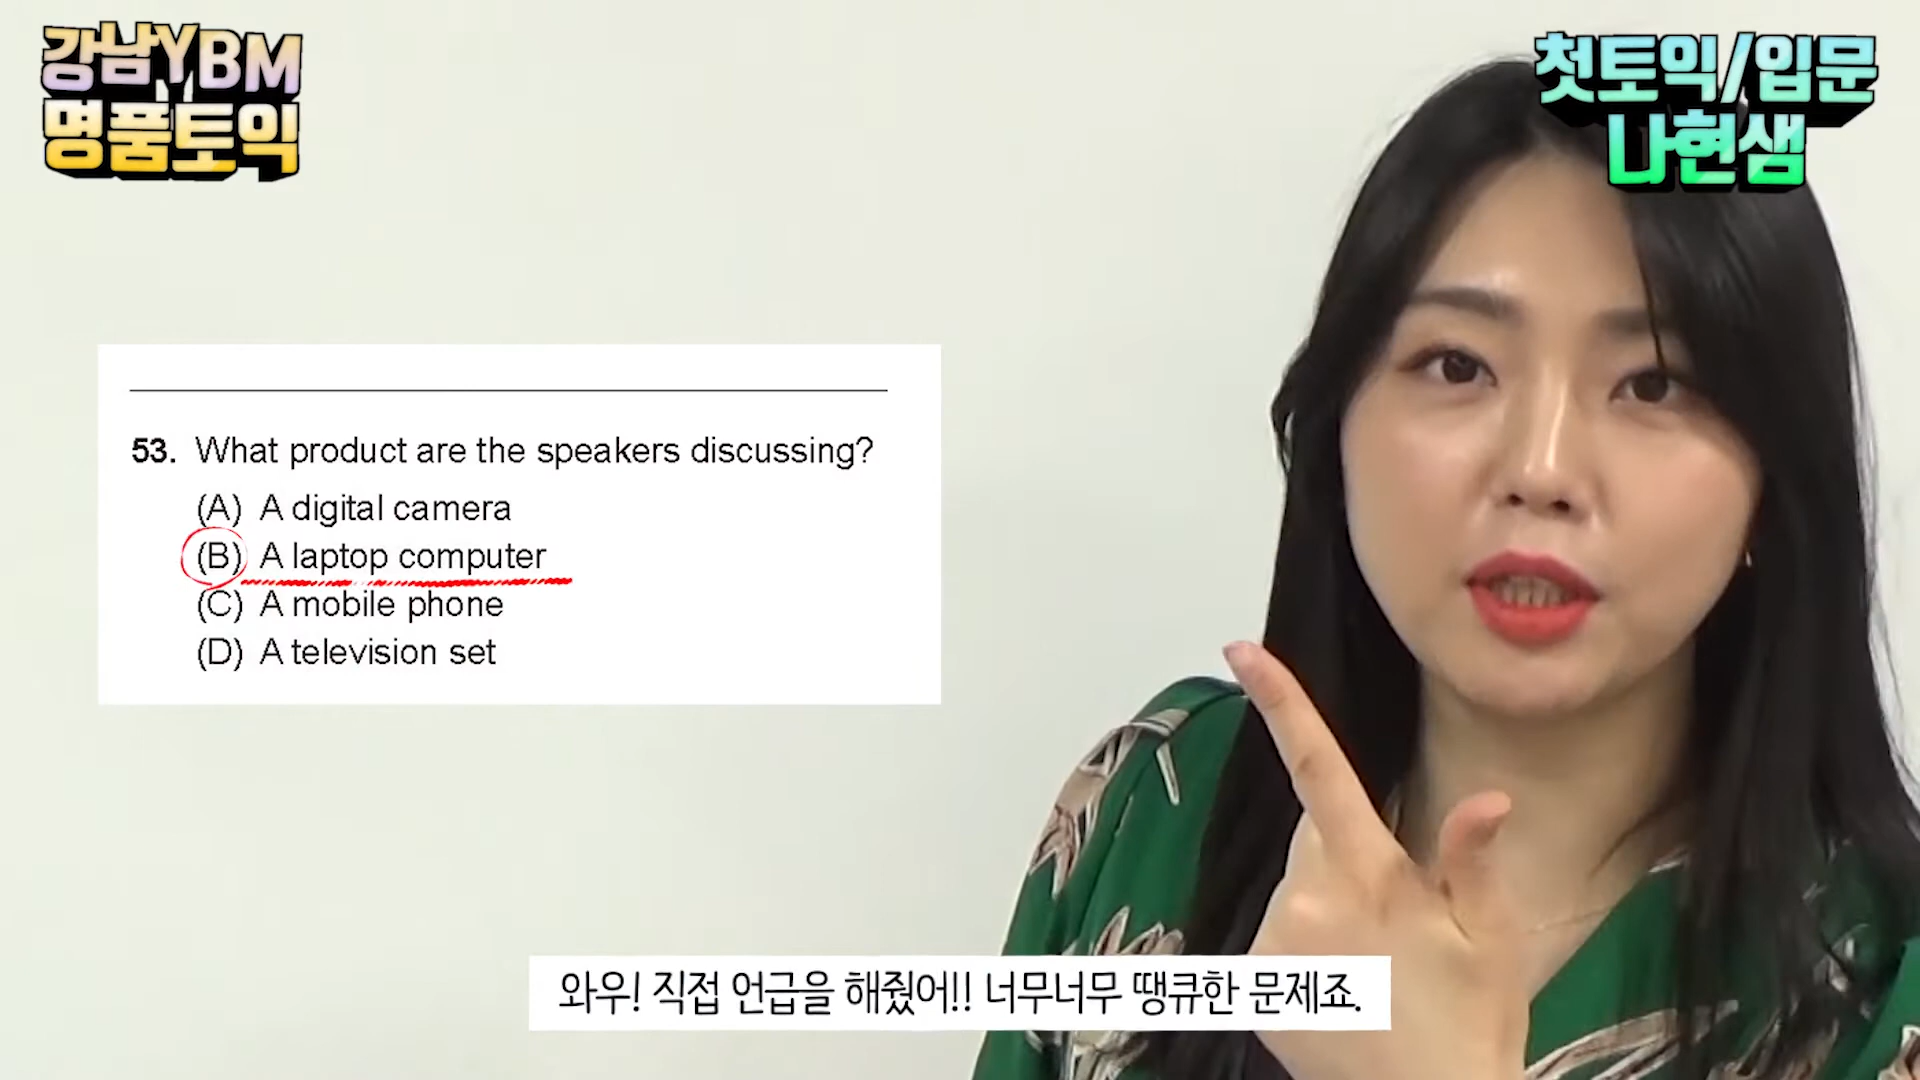 강남YBM
명품토익
첫토익/입문
나현샘
53. What product are the speakers discussing?
(A) A digital camera
(B) A laptop computer
(C) A mobile phone
(D) A television set
와우! 직접 언급을 해줬어!! 너무너무 땡큐한 문제죠.